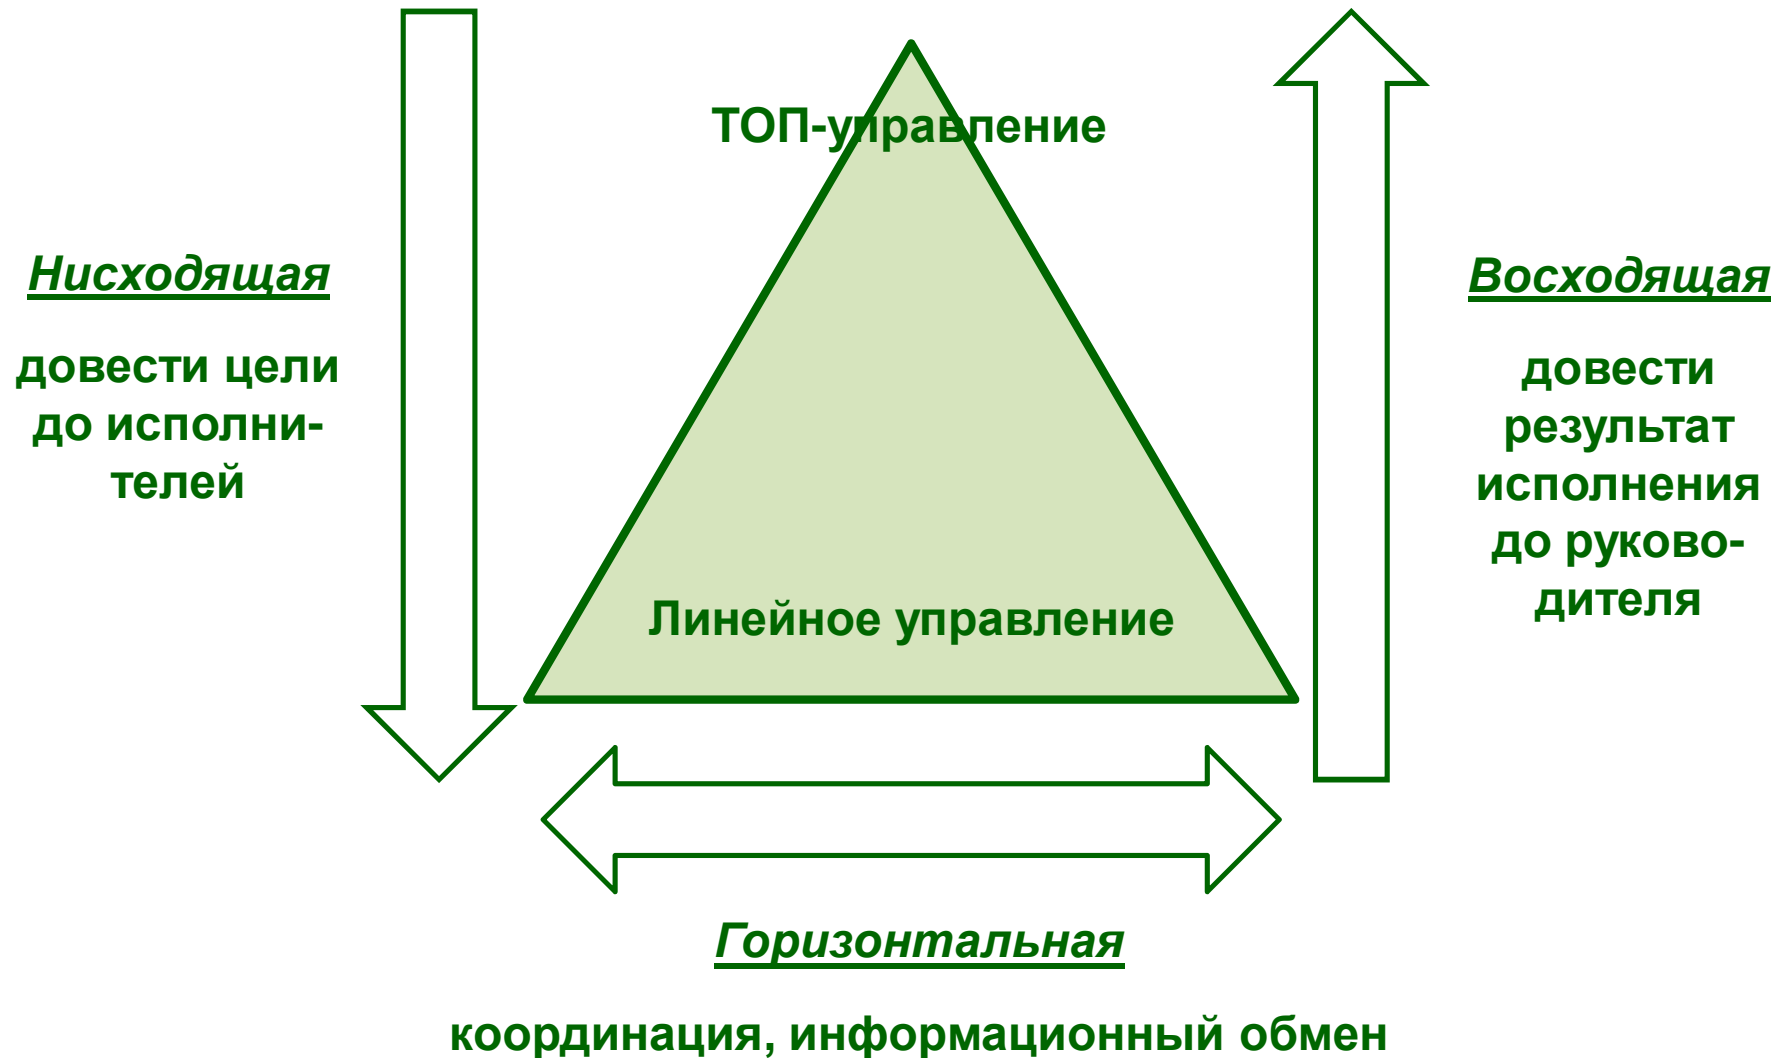 ТОП-управление
Нисходящая
довести цели
до исполни-
телей
Восходящая
довести
результат
исполнения
до руково-
дителя
Линейное управление
Горизонтальная
координация, информационный обмен